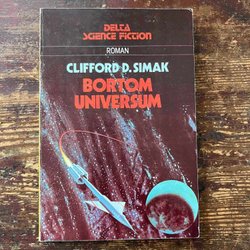 DELTA
SCIENCE FICTION
ROMAN
CLIFFORD D. SIMAK
BORTOM
UNIVERSUM